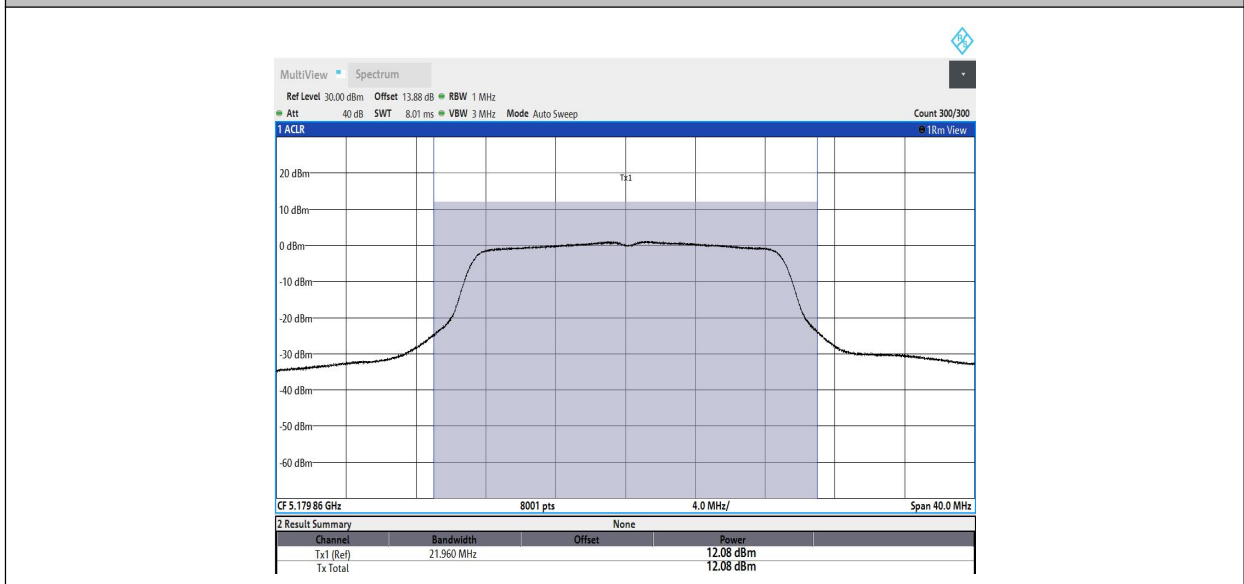 R&S
MultiView Spectrum
Ref Level 30.00 dBm Offset 13.88 dB RBW 1 MHz
Att 40 dB SWT 8.01 ms VBW 3 MHz Mode Auto Sweep Count 300/300
1 ACLR 1Rm View
Tx1
20 dBm
10 dBm
0 dBm
-10 dBm
-20 dBm
-30 dBm
-40 dBm
-50 dBm
-60 dBm
CF 5.179 86 GHz 8001 pts 4.0 MHz/ Span 40.0 MHz
2 Result Summary None
Channel Bandwidth Offset Power
Tx1 (Ref) 21.960 MHz 12.08 dBm
Tx Total 12.08 dBm